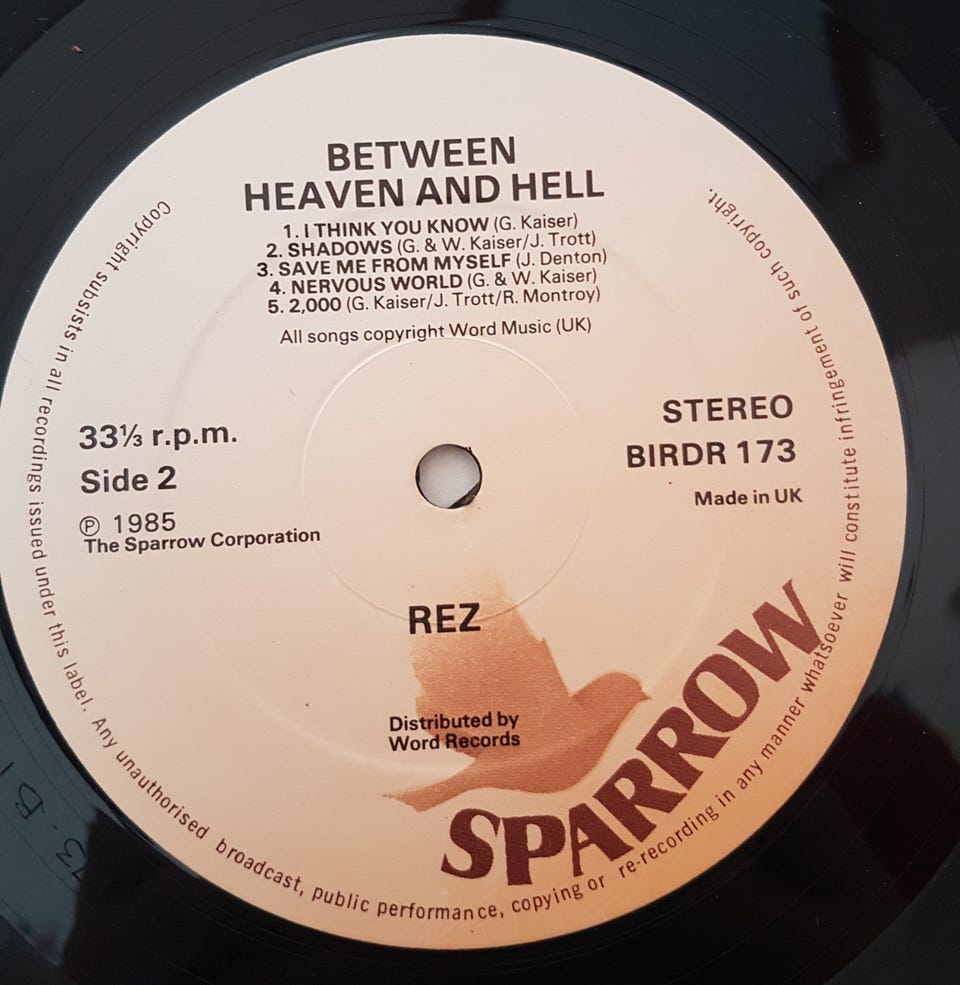 BETWEEN
HEAVEN AND HELL
1. I THINK YOU KNOW (G. Kaiser)
2. SHADOWS (G. & W. Kaiser/J. Trott)
3. SAVE ME FROM MYSELF (J. Denton)
4. NERVOUS WORLD (G. & W. Kaiser)
5. 2,000 (G. Kaiser/J. Trott/R. Montroy)
All songs copyright Word Music (UK)
33⅓ r.p.m.
Side 2
Ⓟ 1985
The Sparrow Corporation
STEREO
BIRDR 173
Made in UK
REZ
Distributed by
Word Records
SPARROW
Copyright subsists in all recordings issued under this label. Any unauthorised broadcast, public performance, copying or re-recording in any manner whatsoever will constitute infringement of such copyright.